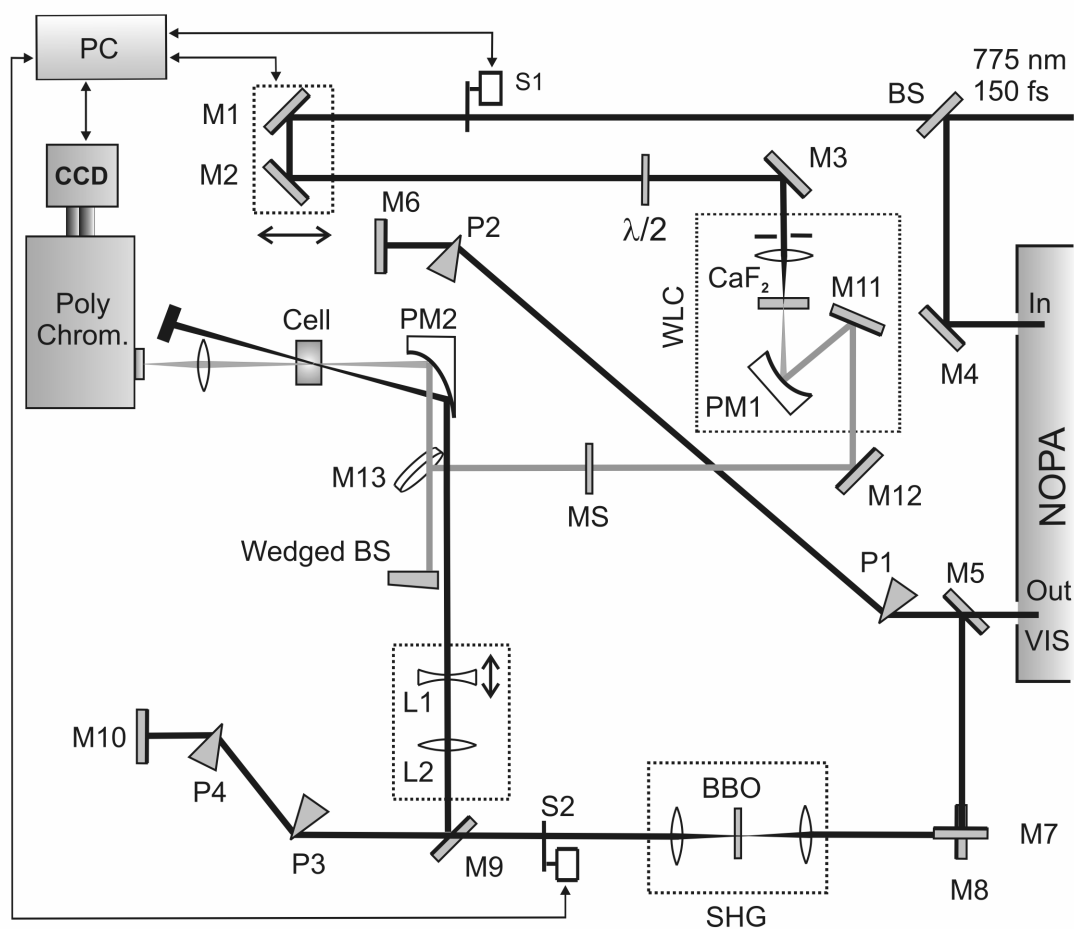 PC
S1
775 nm
150 fs
BS
M1
M2
CCD
M3
M6
P2
λ/2
CaF₂
M11
WLC
In
Poly
Chrom.
Cell
PM2
PM1
M4
NOPA
M13
MS
M12
Wedged BS
P1
M5
Out
VIS
L1
M10
L2
P4
BBO
S2
P3
M9
M7
M8
SHG